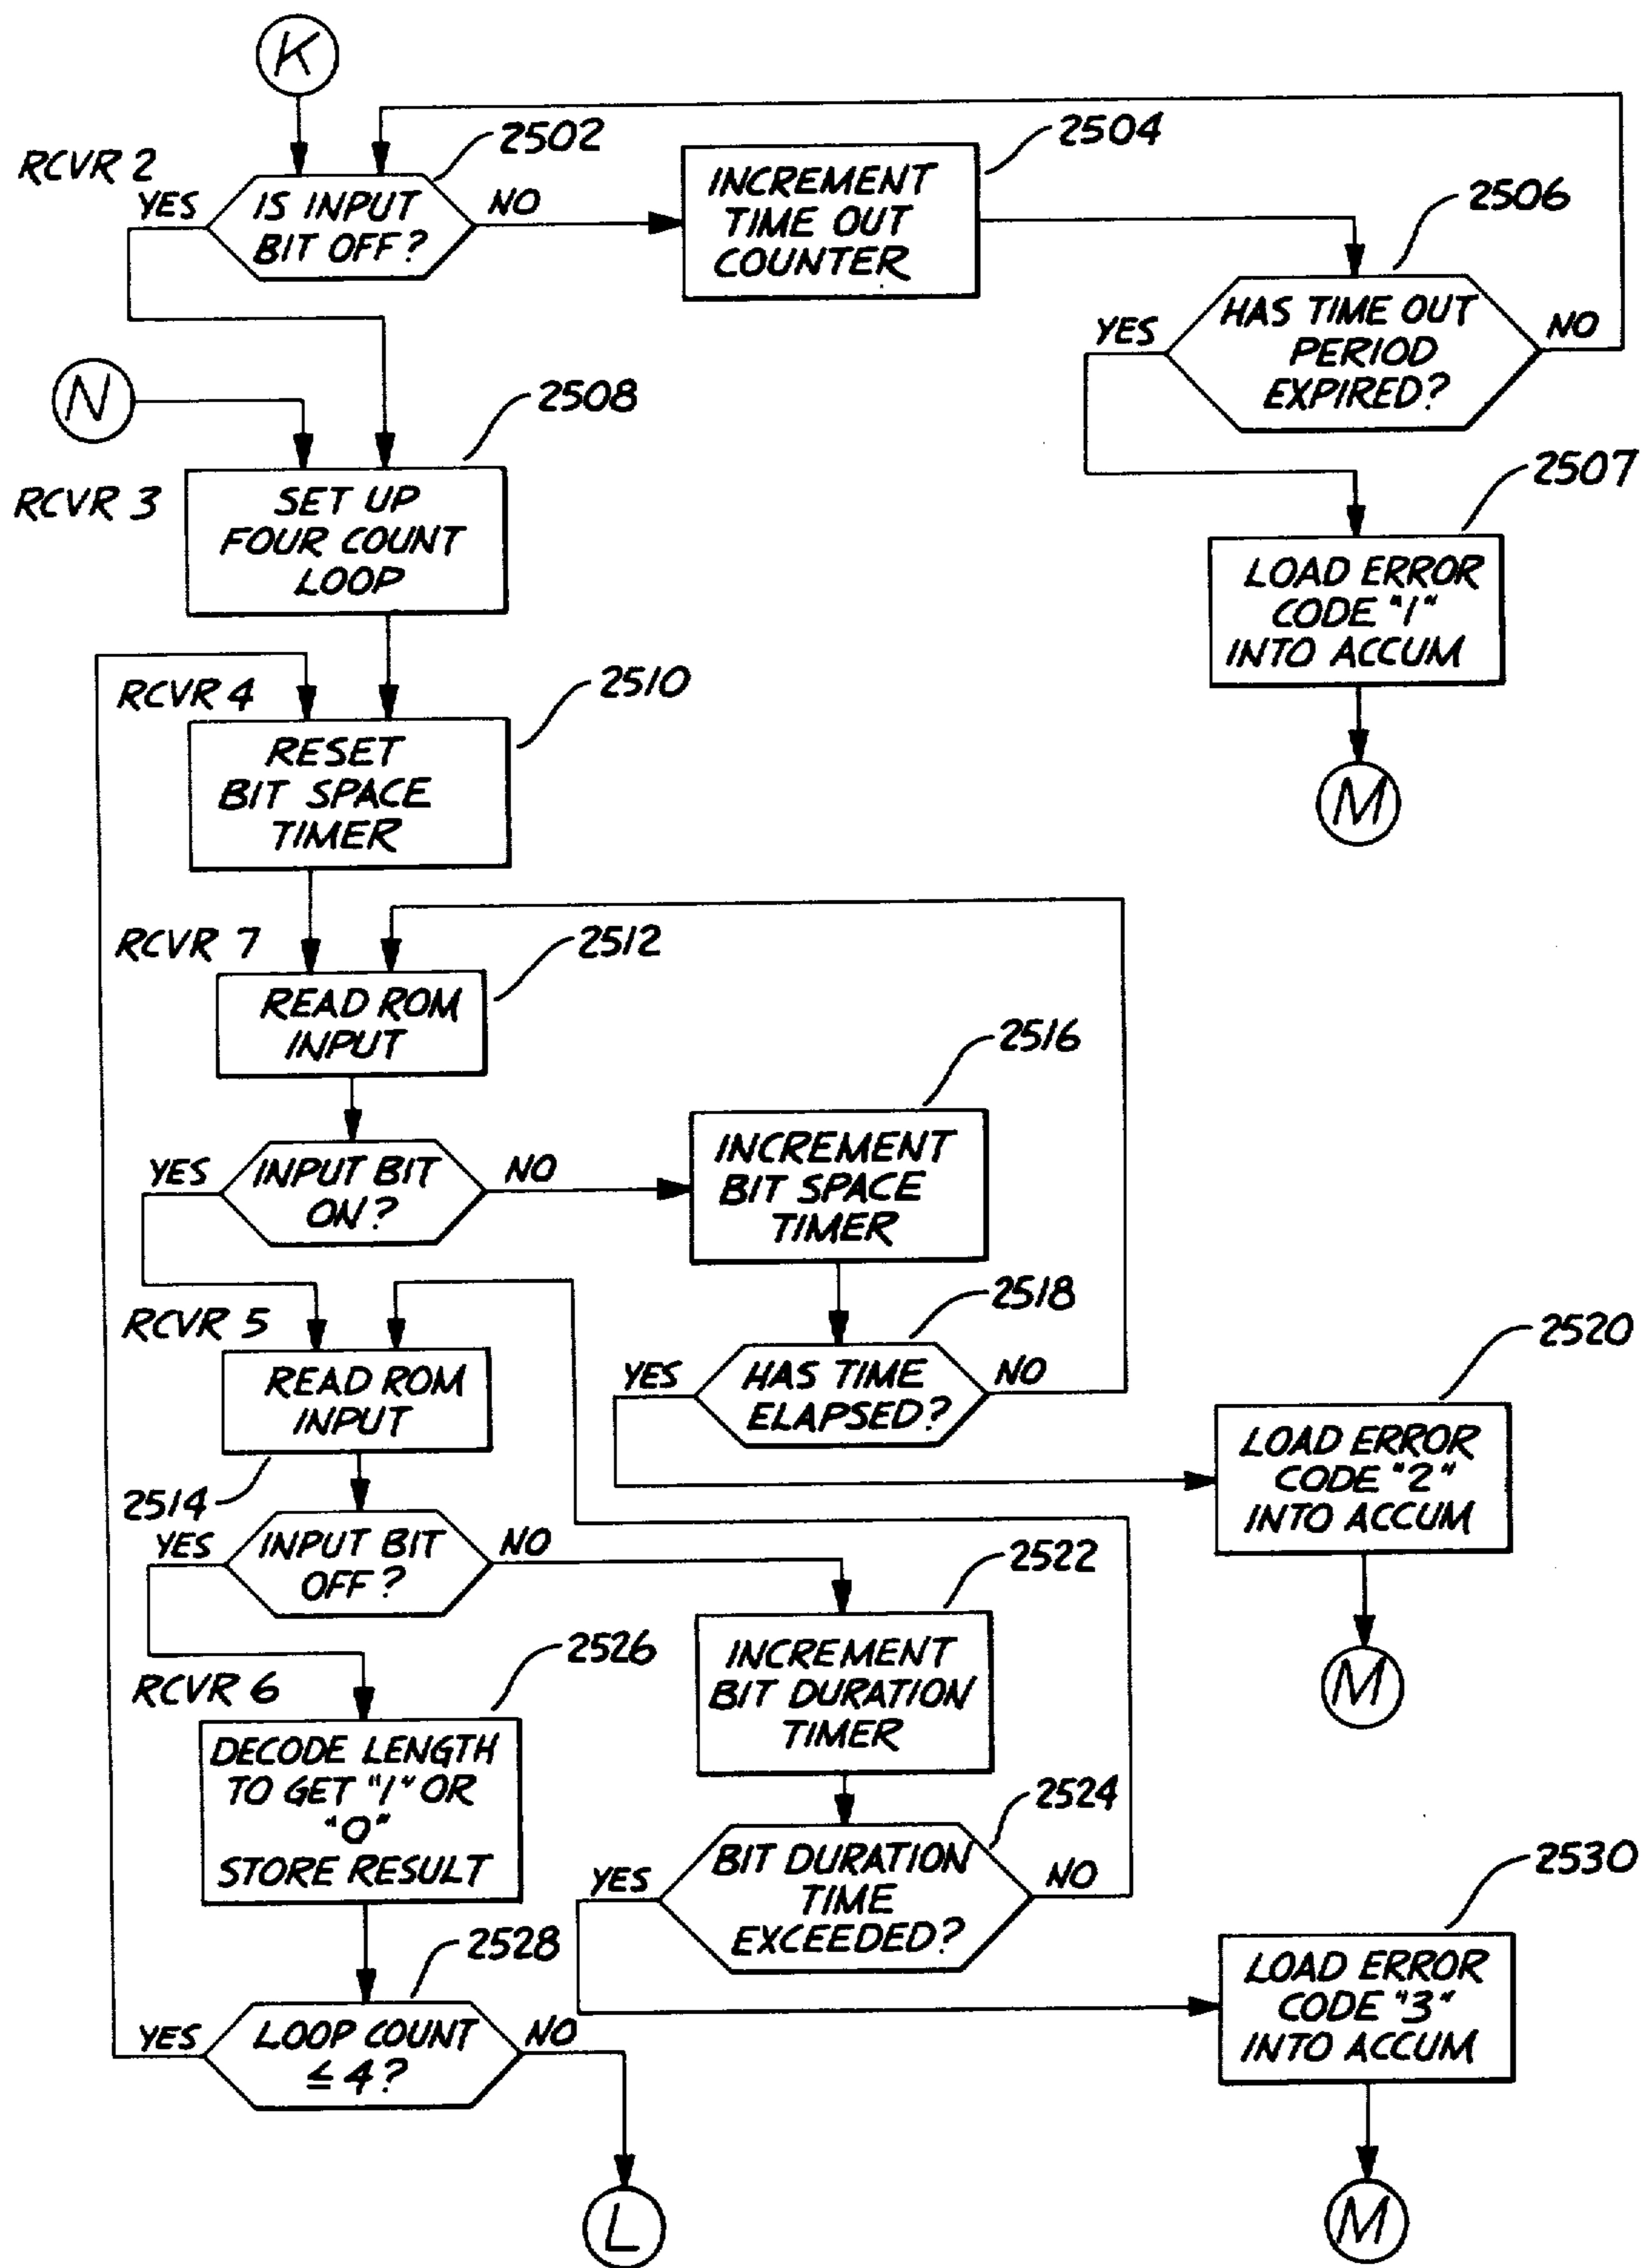 K
RCVR 2
2502
YES
IS INPUT
BIT OFF?
NO
INCREMENT
TIME OUT
COUNTER
2504
2506
YES
HAS TIME OUT
PERIOD
EXPIRED?
NO
N
2508
RCVR 3
SET UP
FOUR COUNT
LOOP
2507
LOAD ERROR
CODE "1"
INTO ACCUM
M
RCVR 4
2510
RESET
BIT SPACE
TIMER
RCVR 7
2512
READ ROM
INPUT
YES
INPUT BIT
ON?
NO
2516
INCREMENT
BIT SPACE
TIMER
RCVR 5
READ ROM
INPUT
2514
2518
YES
HAS TIME
ELAPSED?
NO
2520
LOAD ERROR
CODE "2"
INTO ACCUM
M
YES
INPUT BIT
OFF?
NO
2522
INCREMENT
BIT DURATION
TIMER
RCVR 6
2526
DECODE LENGTH
TO GET "1" OR
"0"
STORE RESULT
2524
YES
BIT DURATION
TIME
EXCEEDED?
NO
2530
LOAD ERROR
CODE "3"
INTO ACCUM
M
2528
YES
LOOP COUNT
≤ 4?
NO
L